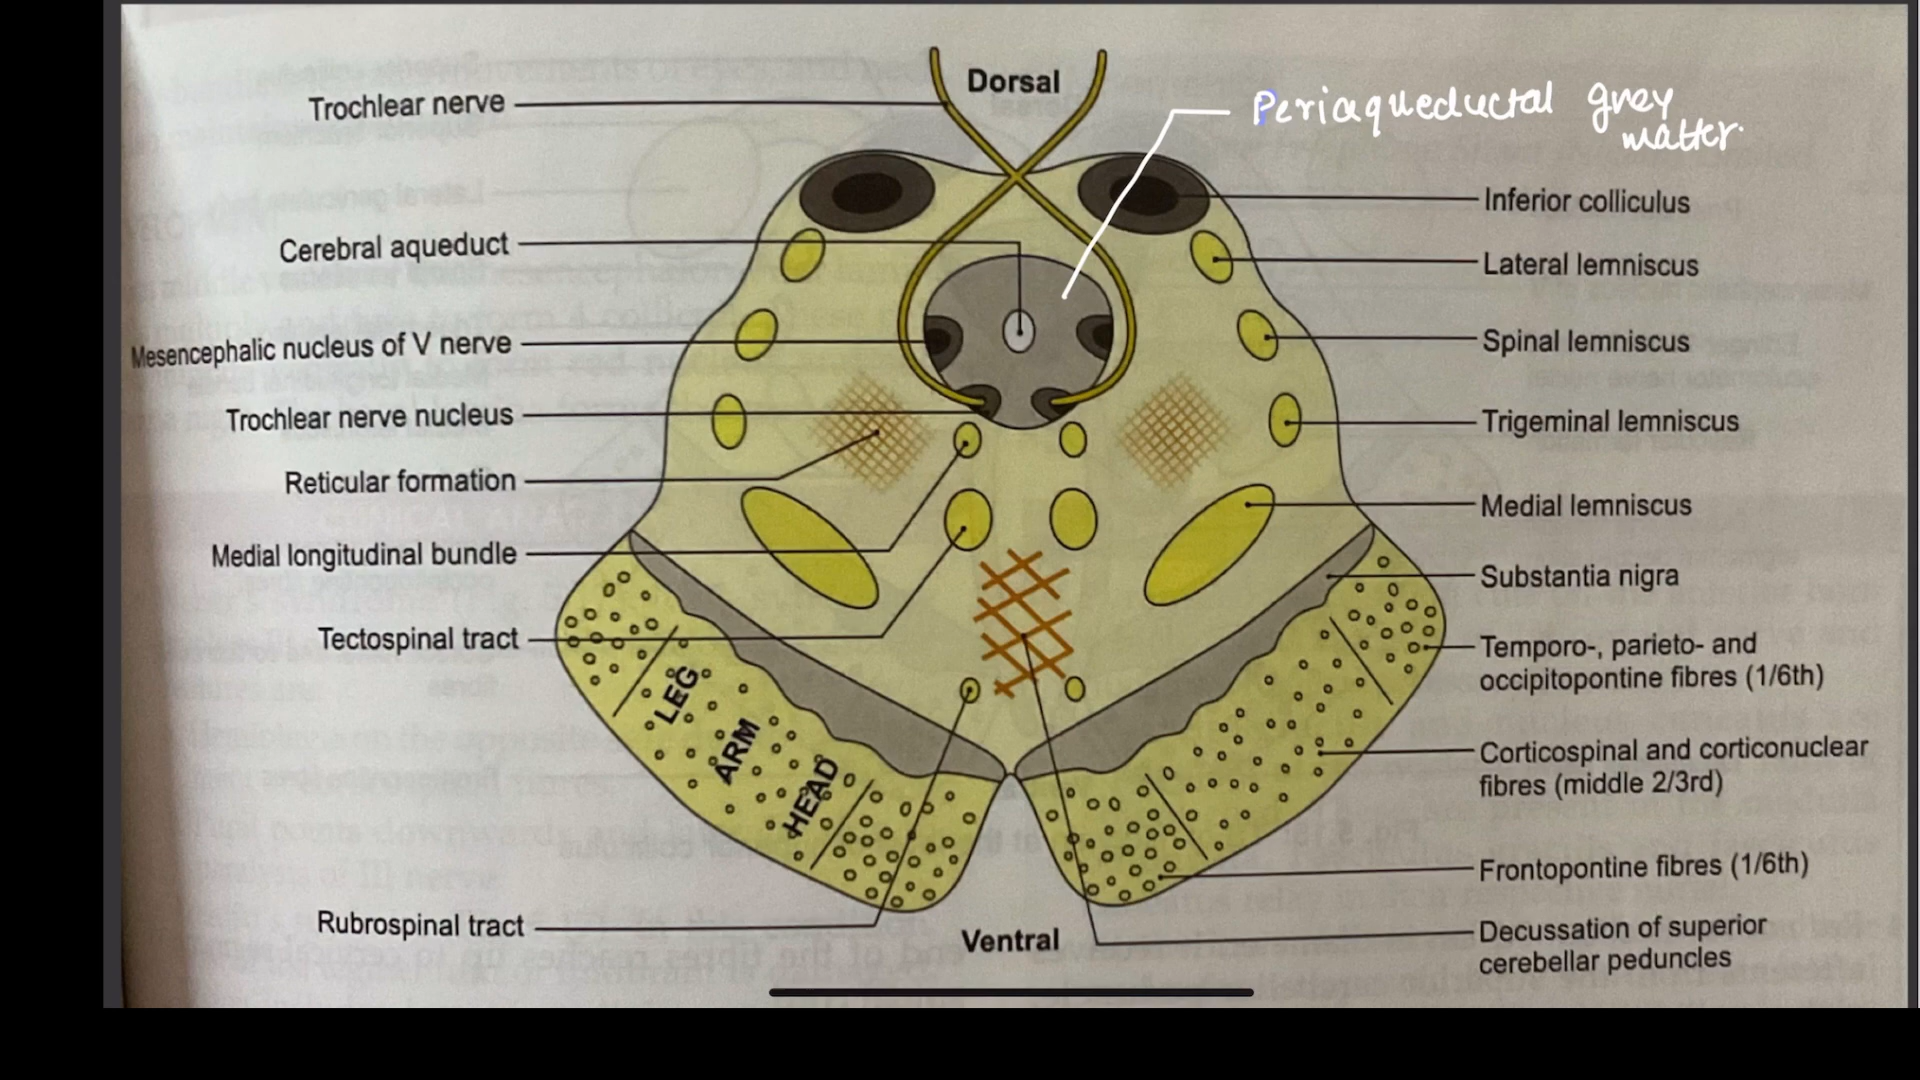 Dorsal
Trochlear nerve
Periaqueductal grey
matter.
Cerebral aqueduct
Inferior colliculus
Lateral lemniscus
Mesencephalic nucleus of V nerve
Spinal lemniscus
Trochlear nerve nucleus
Trigeminal lemniscus
Reticular formation
Medial lemniscus
Medial longitudinal bundle
Substantia nigra
Tectospinal tract
Temporo-, parieto- and
occipitopontine fibres (1/6th)
LEG
ARM
HEAD
Corticospinal and corticonuclear
fibres (middle 2/3rd)
Frontopontine fibres (1/6th)
Rubrospinal tract
Ventral
Decussation of superior
cerebellar peduncles